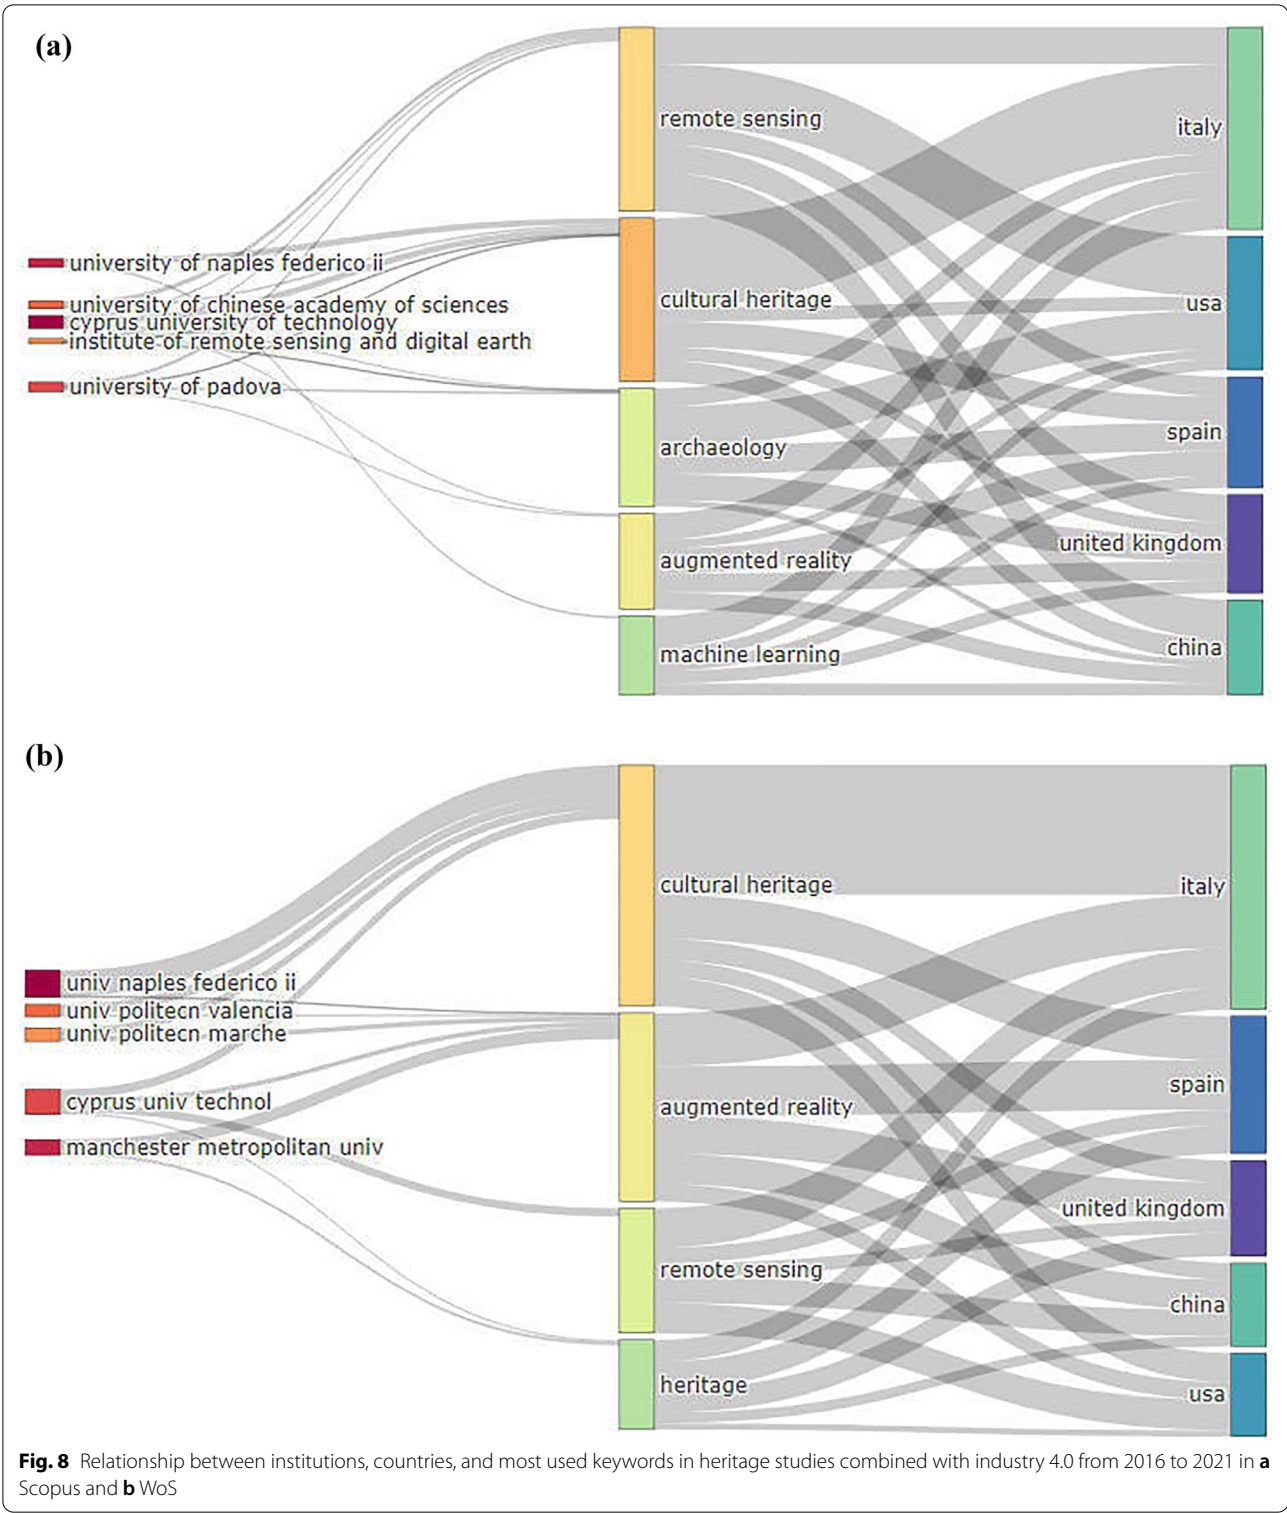 (a)
remote sensing
italy
university of naples federico ii
cultural heritage
usa
university of chinese academy of sciences
cyprus university of technology
institute of remote sensing and digital earth
university of padova
spain
archaeology
united kingdom
augmented reality
china
machine learning
(b)
cultural heritage
italy
univ naples federico ii
univ politecn valencia
univ politecn marche
spain
cyprus univ technol
augmented reality
manchester metropolitan univ
united kingdom
remote sensing
china
heritage
usa
Fig. 8 Relationship between institutions, countries, and most used keywords in heritage studies combined with industry 4.0 from 2016 to 2021 in a
Scopus and b WoS